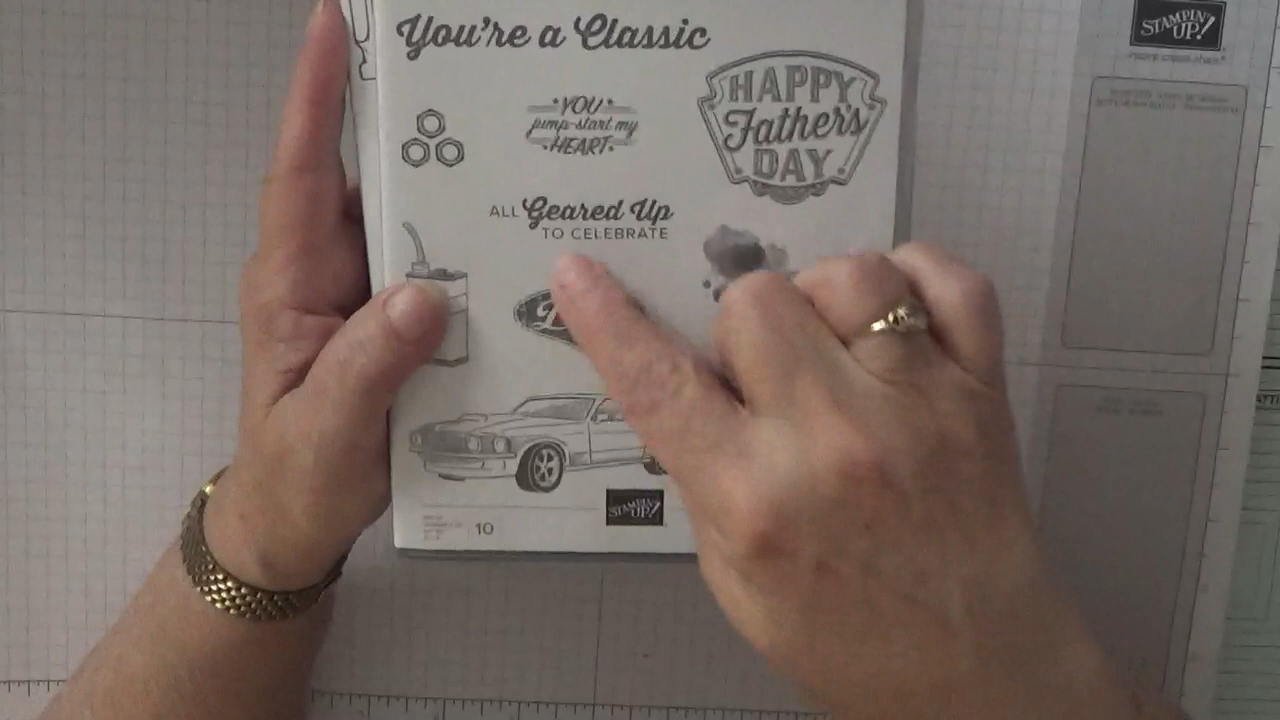 You're a Classic
HAPPY
Father's
DAY
YOU
jump-start my
HEART
ALL Geared Up
TO CELEBRATE
STAMPIN'
UP!
10
STAMPIN'
UP!